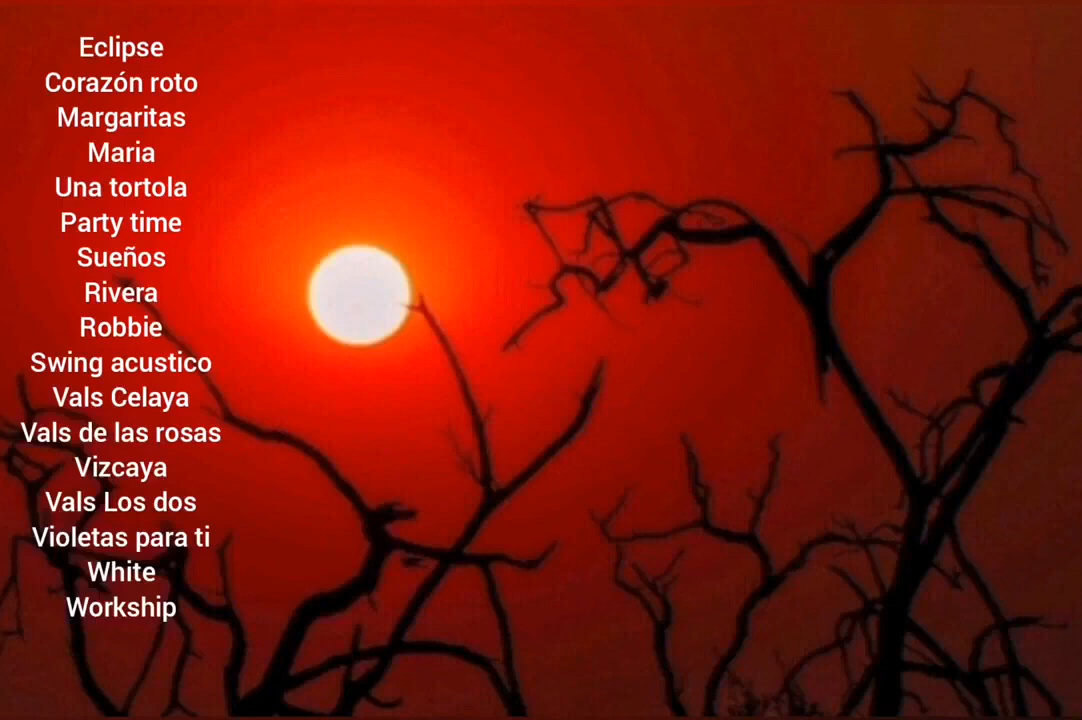 Eclipse
Corazón roto
Margaritas
Maria
Una tortola
Party time
Sueños
Rivera
Robbie
Swing acustico
Vals Celaya
Vals de las rosas
Vizcaya
Vals Los dos
Violetas para ti
White
Workship